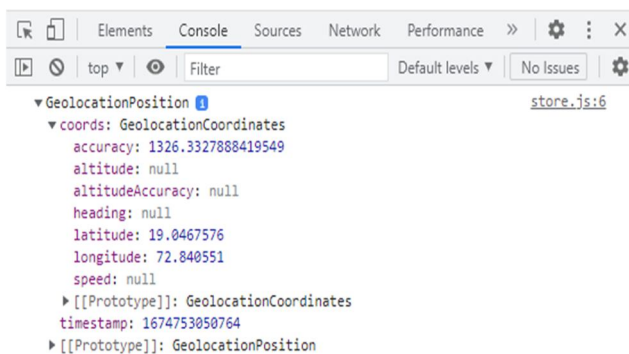 Elements Console Sources Network Performance »
top ▼ Filter Default levels ▼ No Issues
▼GeolocationPosition i store.js:6
▼coords: GeolocationCoordinates
accuracy: 1326.3327888419549
altitude: null
altitudeAccuracy: null
heading: null
latitude: 19.0467576
longitude: 72.840551
speed: null
▶[[Prototype]]: GeolocationCoordinates
timestamp: 1674753050764
▶[[Prototype]]: GeolocationPosition